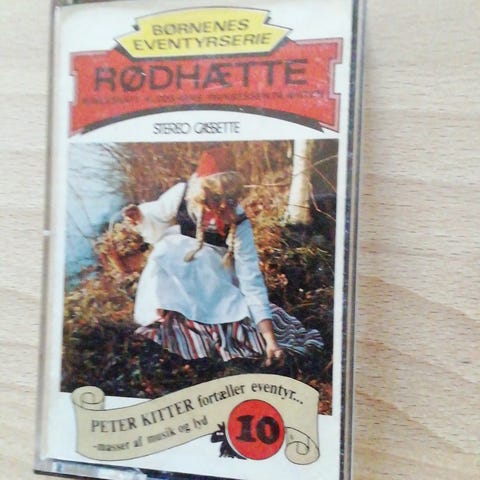 BØRNENES
EVENTYRSERIE
RØDHÆTTE
STEREO CASSETTE
PETER KITTER fortæller eventyr...
-masser af musik og lyd
10